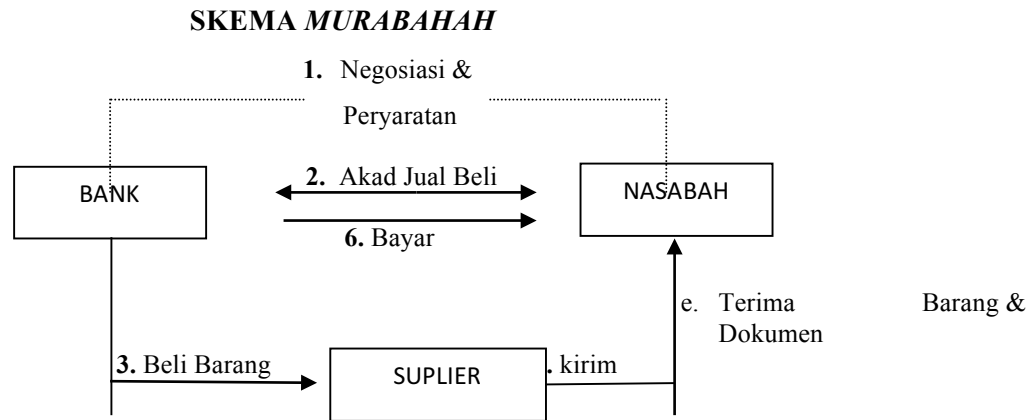 SKEMA MURABAHAH
1. Negosiasi &
Peryaratan
BANK
2. Akad Jual Beli
NASABAH
6. Bayar
e. Terima Barang &
Dokumen
3. Beli Barang
SUPLIER
. kirim